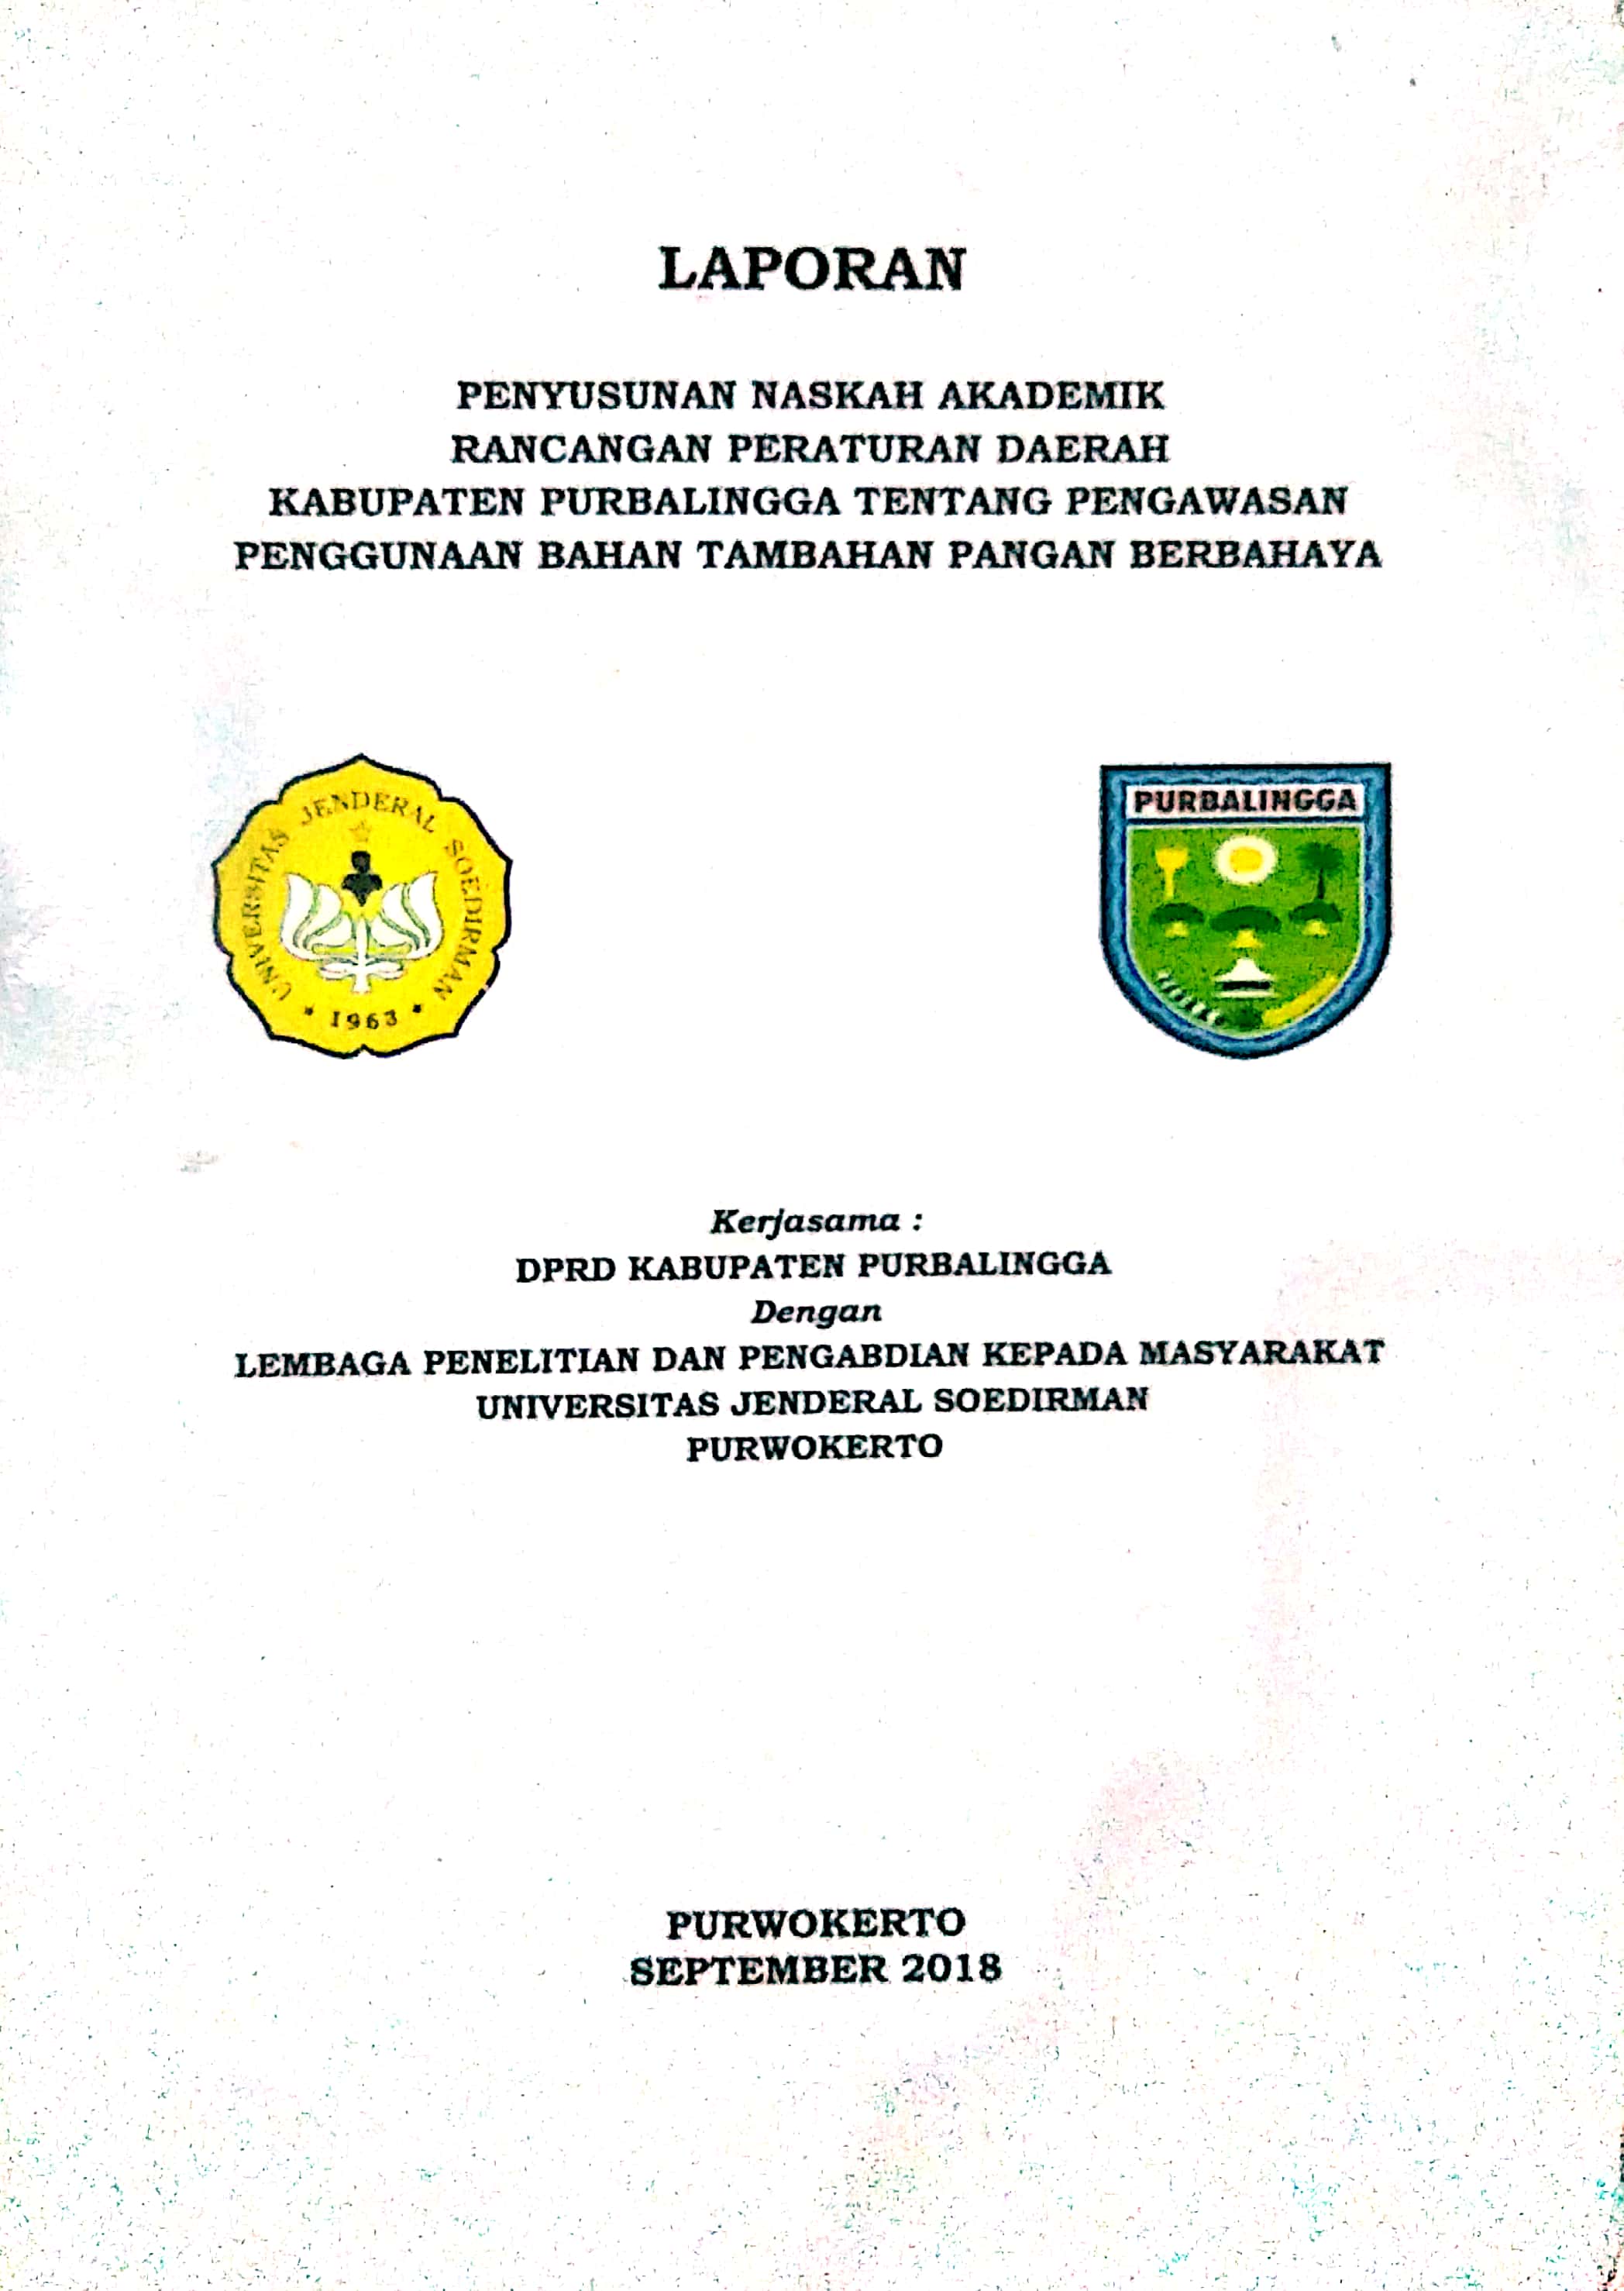 LAPORAN
PENYUSUNAN NASKAH AKADEMIK
RANCANGAN PERATURAN DAERAH
KABUPATEN PURBALINGGA TENTANG PENGAWASAN
PENGGUNAAN BAHAN TAMBAHAN PANGAN BERBAHAYA
UNIVERSITAS JENDERAL SOEDIRMAN
* 1963 *
PURBALINGGA
Kerjasama :
DPRD KABUPATEN PURBALINGGA
Dengan
LEMBAGA PENELITIAN DAN PENGABDIAN KEPADA MASYARAKAT
UNIVERSITAS JENDERAL SOEDIRMAN
PURWOKERTO
PURWOKERTO
SEPTEMBER 2018